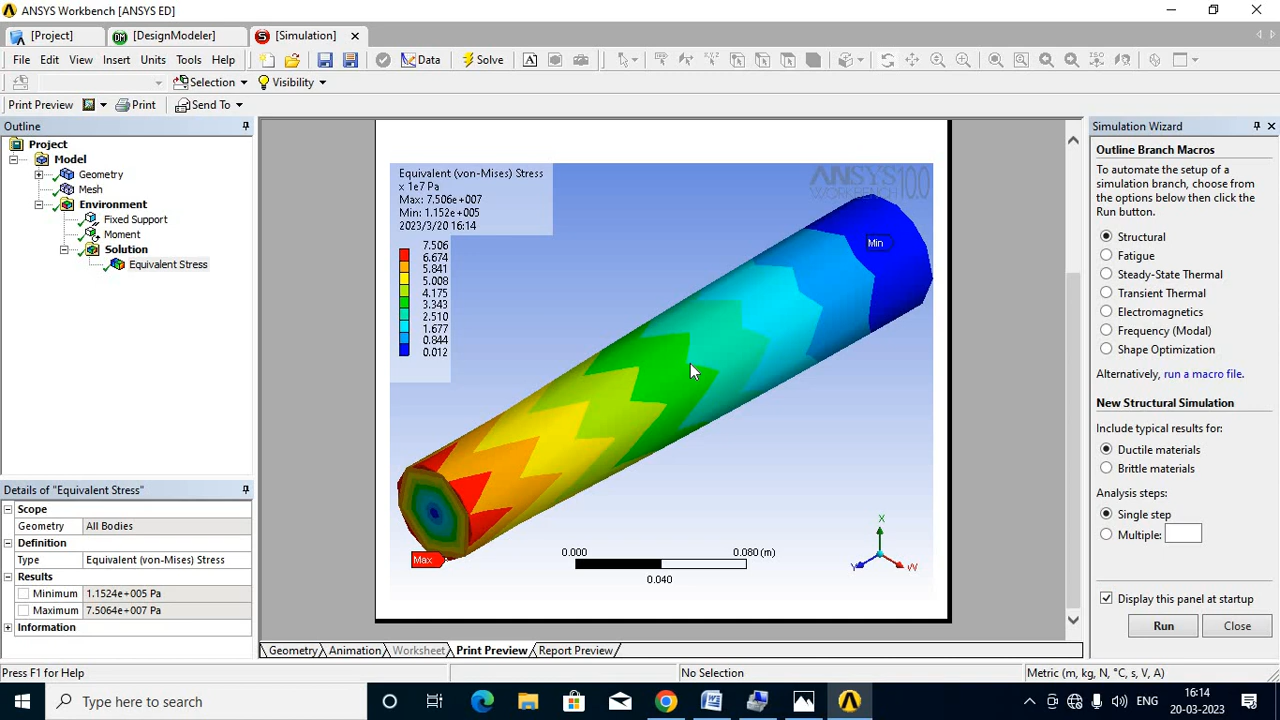 ANSYS Workbench [ANSYS ED]
[Project]
[DesignModeler]
[Simulation]
File Edit View Insert Units Tools Help
Data
Solve
Selection
Visibility
Print Preview
Print
Send To
Outline
Project
Model
Geometry
Mesh
Environment
Fixed Support
Moment
Solution
Equivalent Stress
Details of "Equivalent Stress"
Scope
Geometry All Bodies
Definition
Type Equivalent (von-Mises) Stress
Results
Minimum 1.1524e+005 Pa
Maximum 7.5064e+007 Pa
Information
Equivalent (von-Mises) Stress
x 1e7 Pa
Max: 7.506e+007
Min: 1.152e+005
2023/3/20 16:14
7.506
6.674
5.841
5.008
4.175
3.343
2.510
1.677
0.844
0.012
ANSYS
WORKBENCH 10.0
Min
Max
0.000
0.080 (m)
0.040
X
Y
W
Geometry Animation Worksheet Print Preview Report Preview
Simulation Wizard
Outline Branch Macros
To automate the setup of a
simulation branch, choose from
the options below then click the
Run button.
Structural
Fatigue
Steady-State Thermal
Transient Thermal
Electromagnetics
Frequency (Modal)
Shape Optimization
Alternatively, run a macro file.
New Structural Simulation
Include typical results for:
Ductile materials
Brittle materials
Analysis steps:
Single step
Multiple:
Display this panel at startup
Run
Close
Press F1 for Help
No Selection
Metric (m, kg, N, °C, s, V, A)
Type here to search
ENG
16:14
20-03-2023